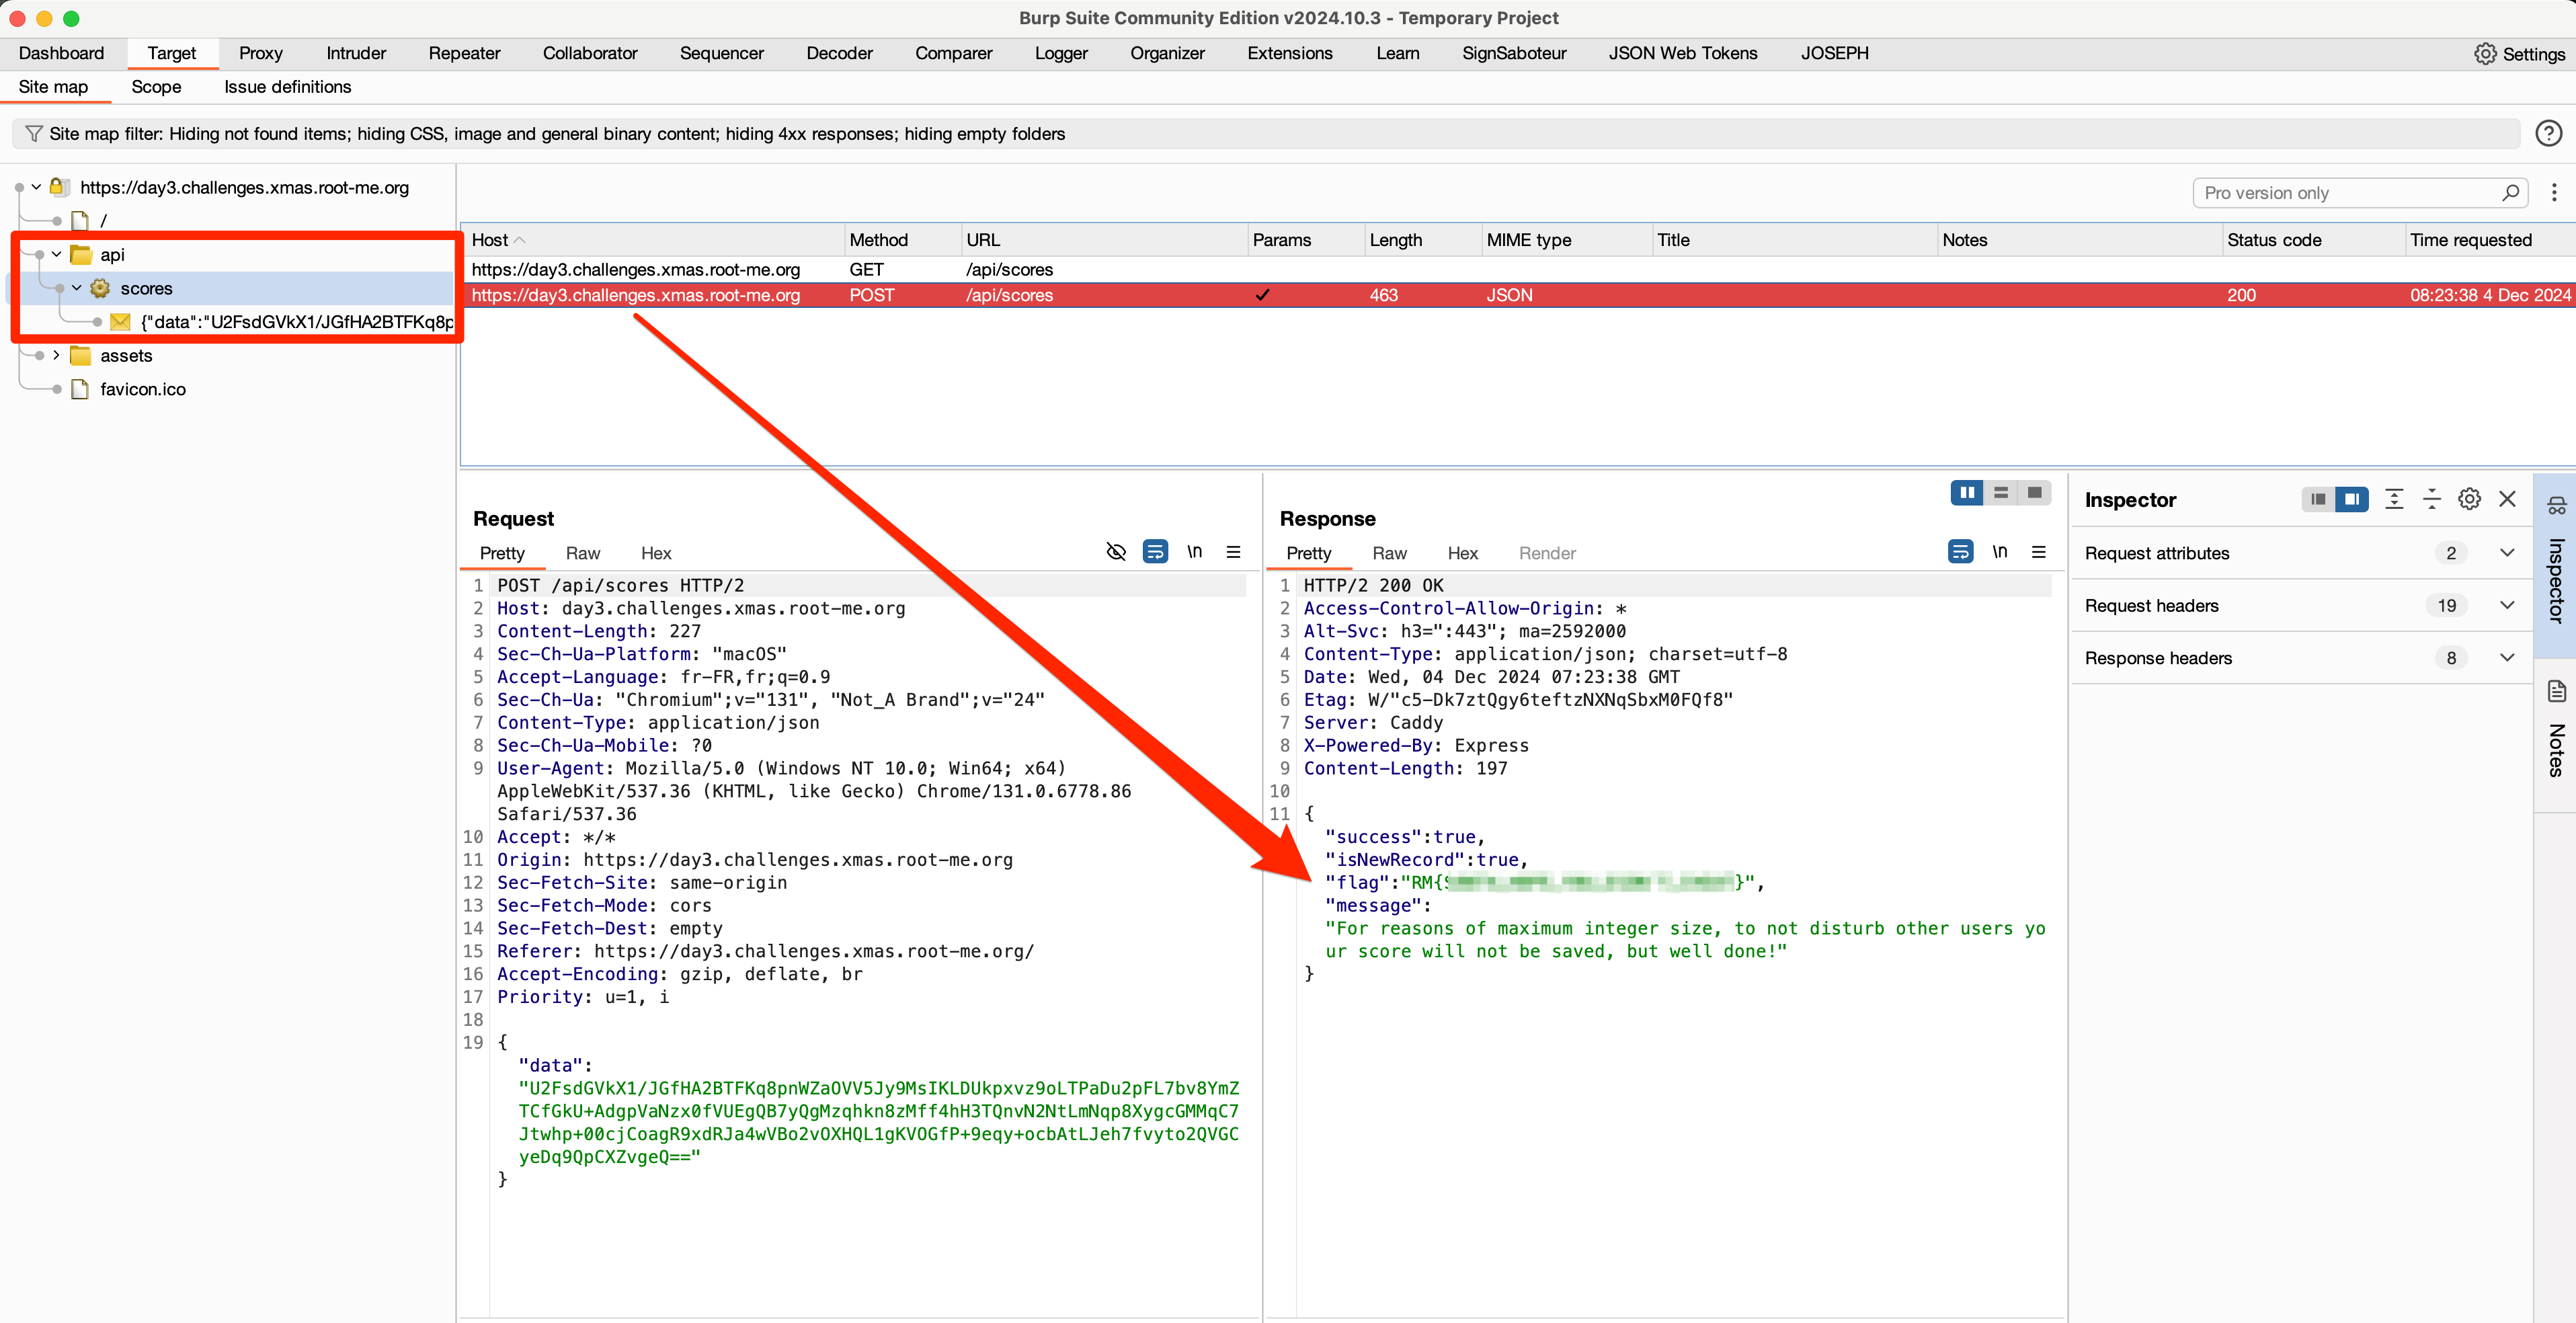 Burp Suite Community Edition v2024.10.3 - Temporary Project
Dashboard Target Proxy Intruder Repeater Collaborator Sequencer Decoder Comparer Logger Organizer Extensions Learn SignSaboteur JSON Web Tokens JOSEPH Settings
Site map Scope Issue definitions
Site map filter: Hiding not found items; hiding CSS, image and general binary content; hiding 4xx responses; hiding empty folders
https://day3.challenges.xmas.root-me.org
/
api
scores
{"data":"U2FsdGVkX1/JGfHA2BTFKq8p
assets
favicon.ico
Pro version only
Host Method URL Params Length MIME type Title Notes Status code Time requested
https://day3.challenges.xmas.root-me.org GET /api/scores
https://day3.challenges.xmas.root-me.org POST /api/scores ✓ 463 JSON 200 08:23:38 4 Dec 2024
Request
Pretty Raw Hex \n
1 POST /api/scores HTTP/2
2 Host: day3.challenges.xmas.root-me.org
3 Content-Length: 227
4 Sec-Ch-Ua-Platform: "macOS"
5 Accept-Language: fr-FR,fr;q=0.9
6 Sec-Ch-Ua: "Chromium";v="131", "Not_A Brand";v="24"
7 Content-Type: application/json
8 Sec-Ch-Ua-Mobile: ?0
9 User-Agent: Mozilla/5.0 (Windows NT 10.0; Win64; x64)
AppleWebKit/537.36 (KHTML, like Gecko) Chrome/131.0.6778.86
Safari/537.36
10 Accept: */*
11 Origin: https://day3.challenges.xmas.root-me.org
12 Sec-Fetch-Site: same-origin
13 Sec-Fetch-Mode: cors
14 Sec-Fetch-Dest: empty
15 Referer: https://day3.challenges.xmas.root-me.org/
16 Accept-Encoding: gzip, deflate, br
17 Priority: u=1, i
18
19 {
"data":
"U2FsdGVkX1/JGfHA2BTFKq8pnWZaOVV5Jy9MsIKLDUkpxvz9oLTPaDu2pFL7bv8YmZ
TCfGkU+AdgpVaNzx0fVUEgQB7yQgMzqhkn8zMff4hH3TQnvN2NtLmNqp8XygcGMMqC7
Jtwhp+00cjCoagR9xdRJa4wVBo2vOXHQL1gKVOGfP+9eqy+ocbAtLJeh7fvyto2QVGC
yeDq9QpCXZvgeQ=="
}
Response
Pretty Raw Hex Render \n
1 HTTP/2 200 OK
2 Access-Control-Allow-Origin: *
3 Alt-Svc: h3=":443"; ma=2592000
4 Content-Type: application/json; charset=utf-8
5 Date: Wed, 04 Dec 2024 07:23:38 GMT
6 Etag: W/"c5-Dk7ztQgy6teftzNXNqSbxM0FQf8"
7 Server: Caddy
8 X-Powered-By: Express
9 Content-Length: 197
10
11 {
"success":true,
"isNewRecord":true,
"flag":"RM{ }",
"message":
"For reasons of maximum integer size, to not disturb other users yo
ur score will not be saved, but well done!"
}
Inspector
Request attributes 2
Request headers 19
Response headers 8
Inspector
Notes